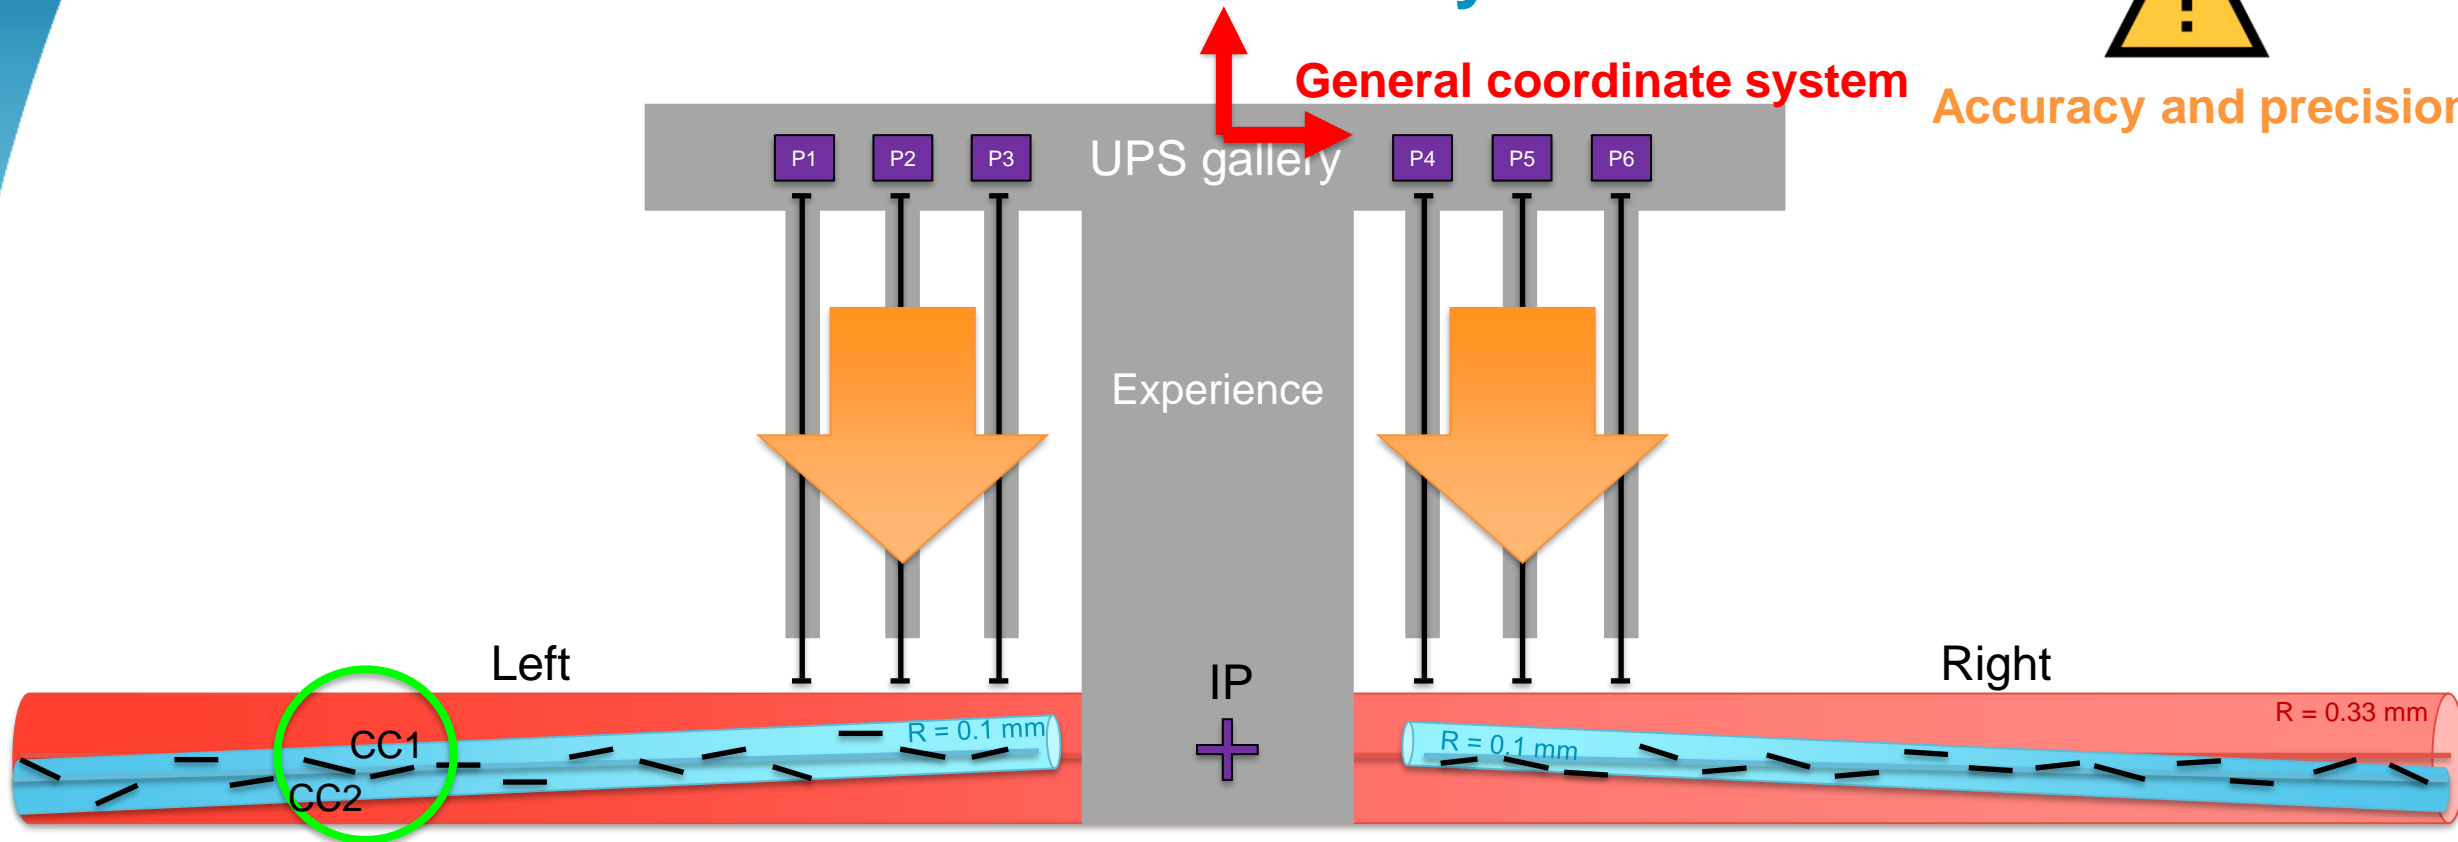 General coordinate system
Accuracy and precision
P1 P2 P3 UPS gallery P4 P5 P6
Experience
Left
IP
Right
R = 0.33 mm
R = 0.1 mm
R = 0.1 mm
CC1
CC2